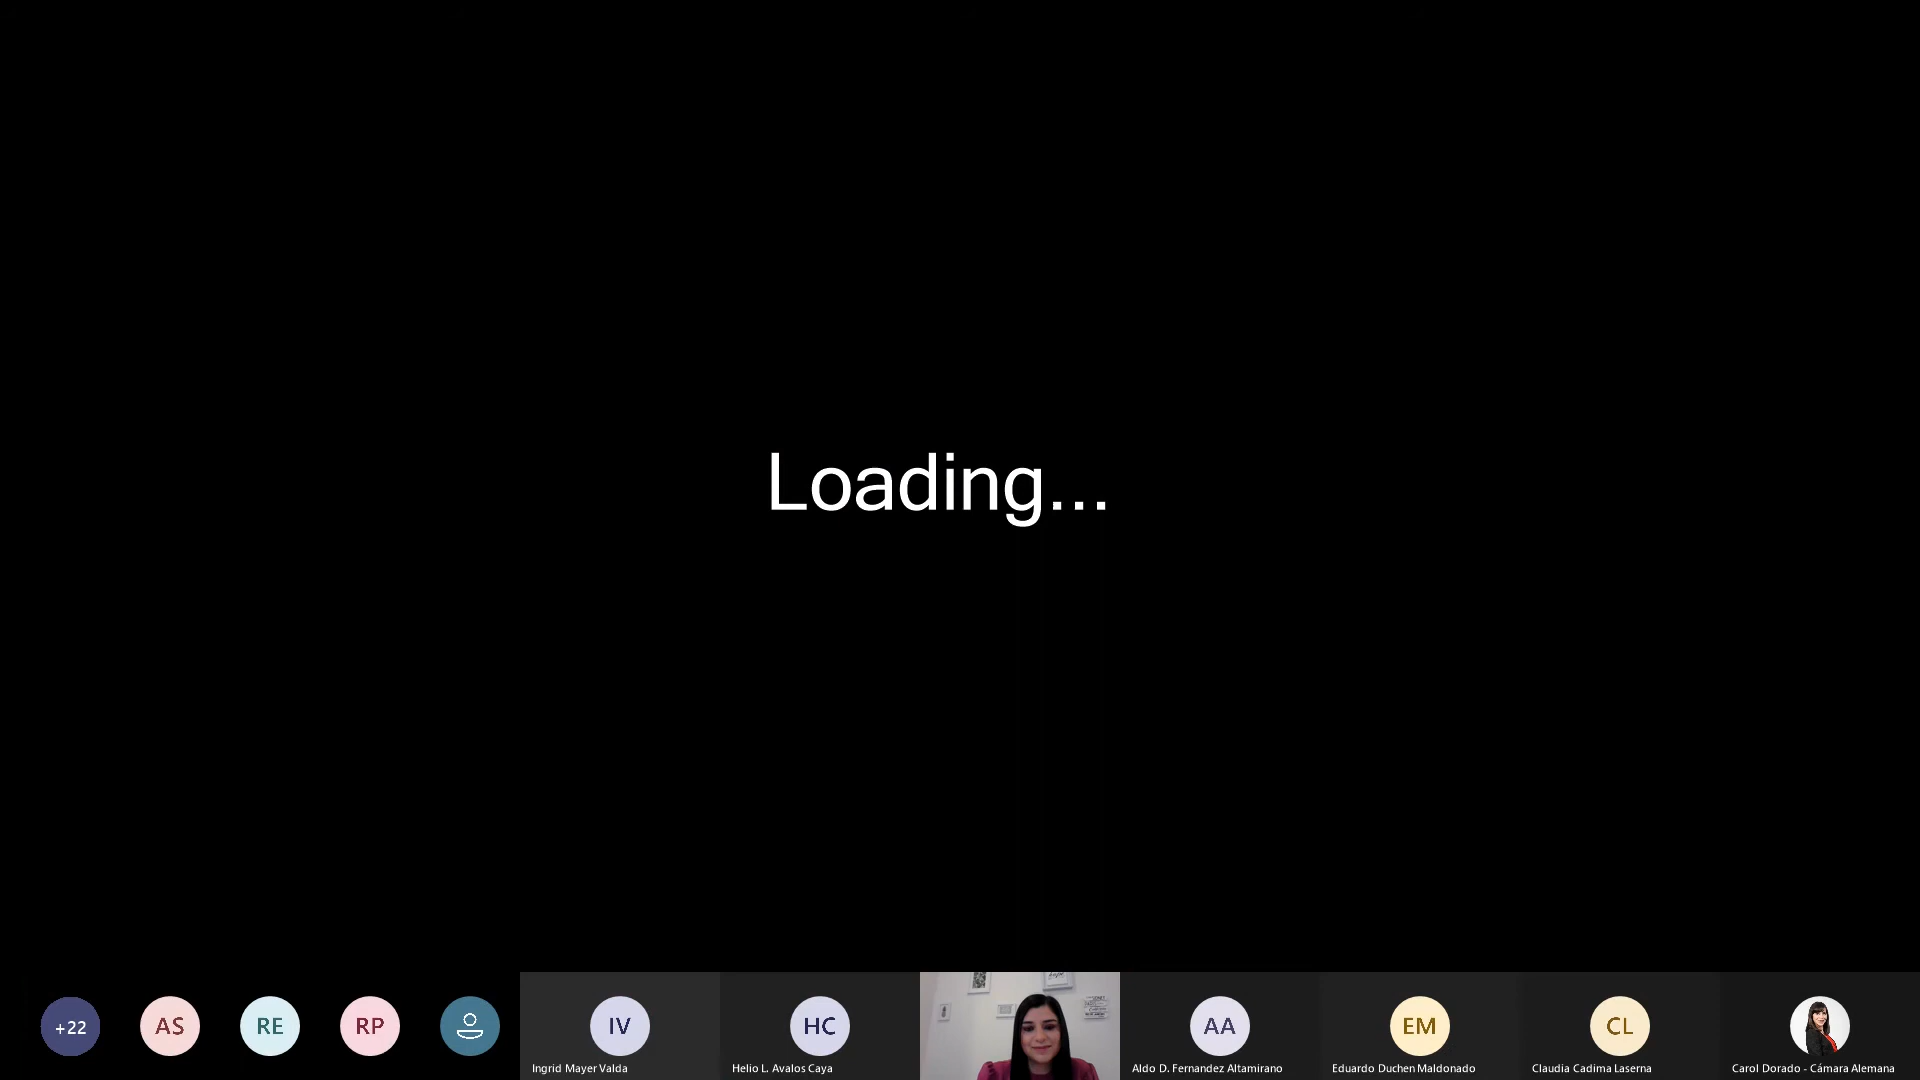 Loading...
+22
AS
RE
RP
IV
HC
AA
EM
CL
Ingrid Mayer Valda
Helio L. Avalos Caya
Aldo D. Fernandez Altamirano
Eduardo Duchen Maldonado
Claudia Cadima Laserna
Carol Dorado - Cámara Alemana